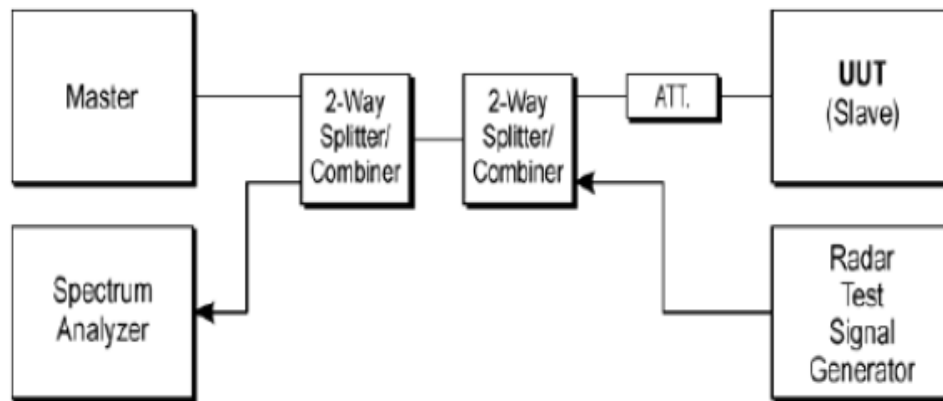 Master
2-Way
Splitter/
Combiner
2-Way
Splitter/
Combiner
ATT.
UUT
(Slave)
Spectrum
Analyzer
Radar
Test
Signal
Generator